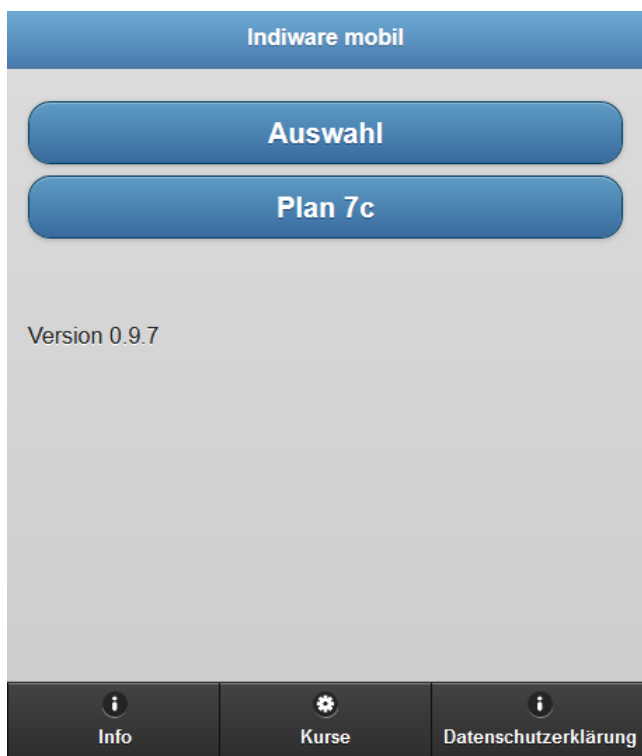 Indiware mobil
Auswahl
Plan 7c
Version 0.9.7
Info
Kurse
Datenschutzerklärung